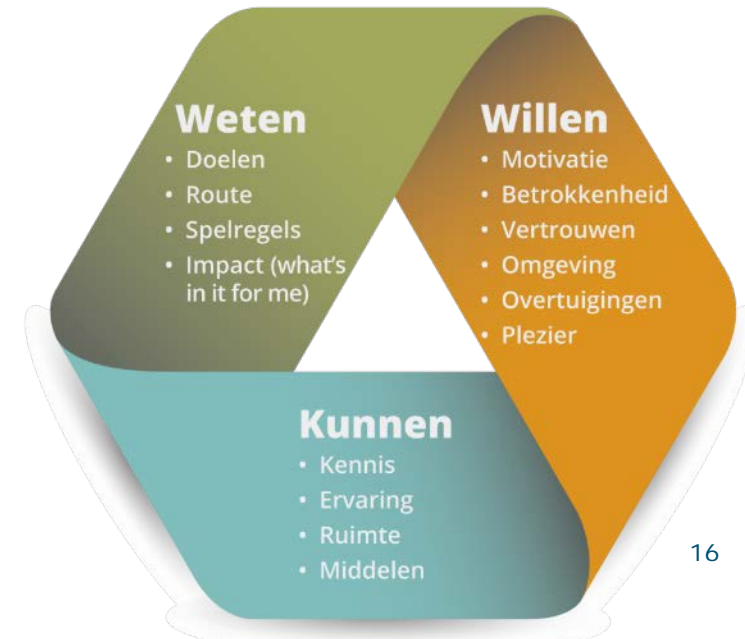 Weten
• Doelen
• Route
• Spelregels
• Impact (what's
in it for me)
Willen
• Motivatie
• Betrokkenheid
• Vertrouwen
• Omgeving
• Overtuigingen
• Plezier
Kunnen
• Kennis
• Ervaring
• Ruimte
• Middelen
16